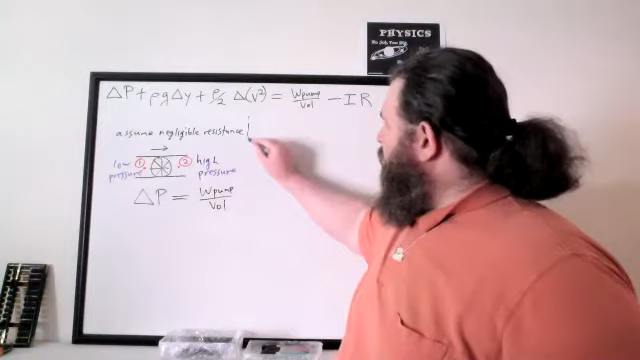 PHYSICS
ΔP + ρgΔy + ρ/2 Δ(v²) = Wpump/Vol - IR
assume negligible resistance
low pressure 1 2 high pressure
ΔP = Wpump/Vol